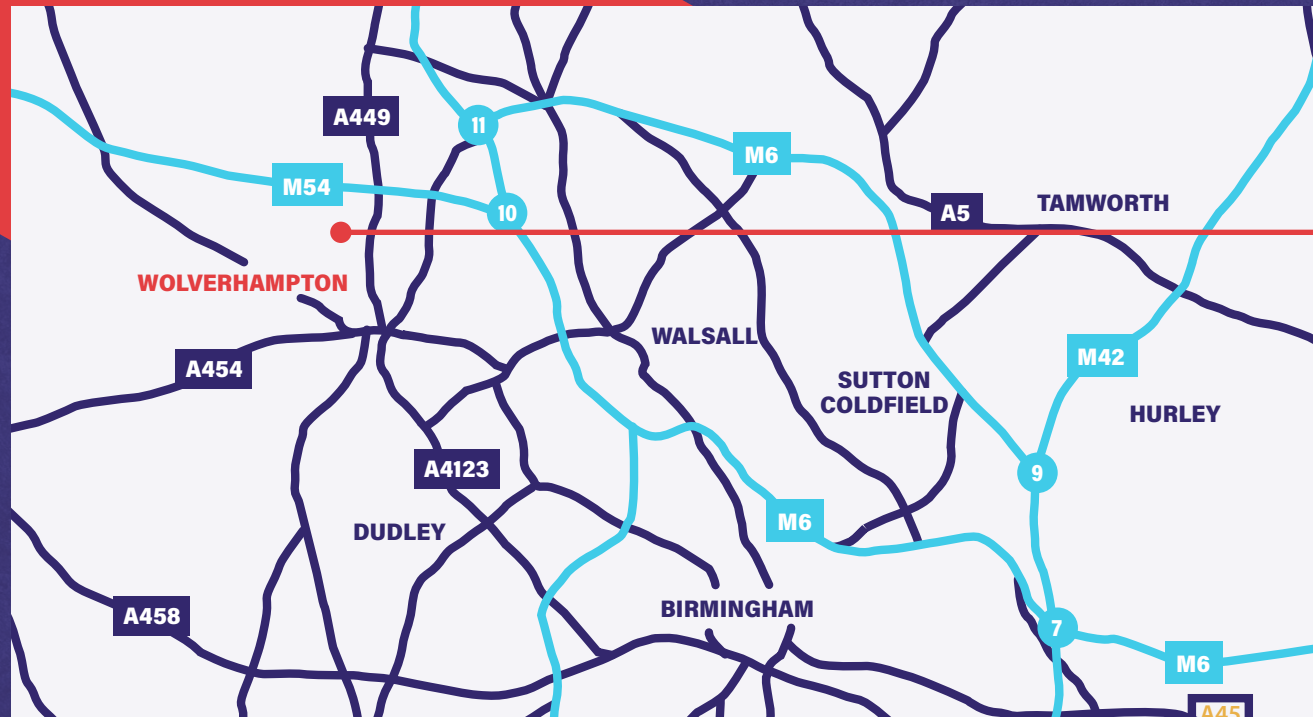 A449
11
M6
M54
TAMWORTH
10
A5
WOLVERHAMPTON
WALSALL
M42
A454
SUTTON
COLDFIELD
HURLEY
A4123
9
M6
DUDLEY
BIRMINGHAM
A458
7
M6
A45